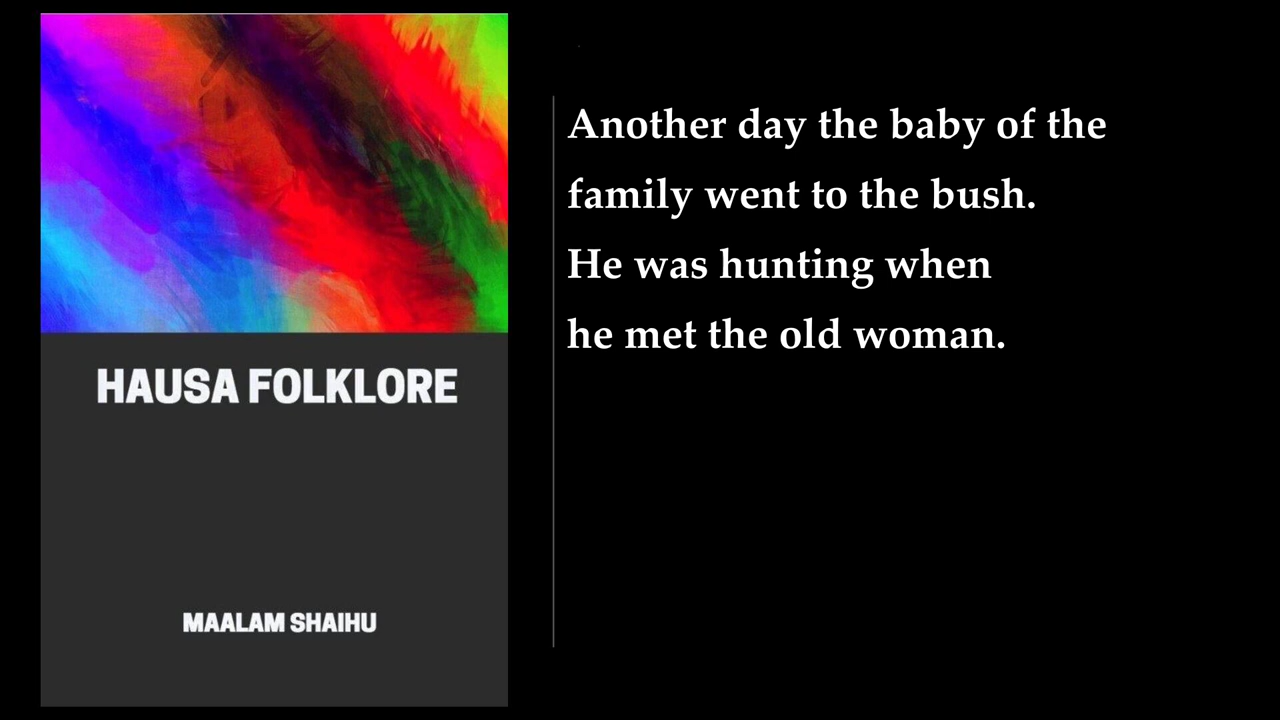 HAUSA FOLKLORE
MAALAM SHAIHU
Another day the baby of the
family went to the bush.
He was hunting when
he met the old woman.